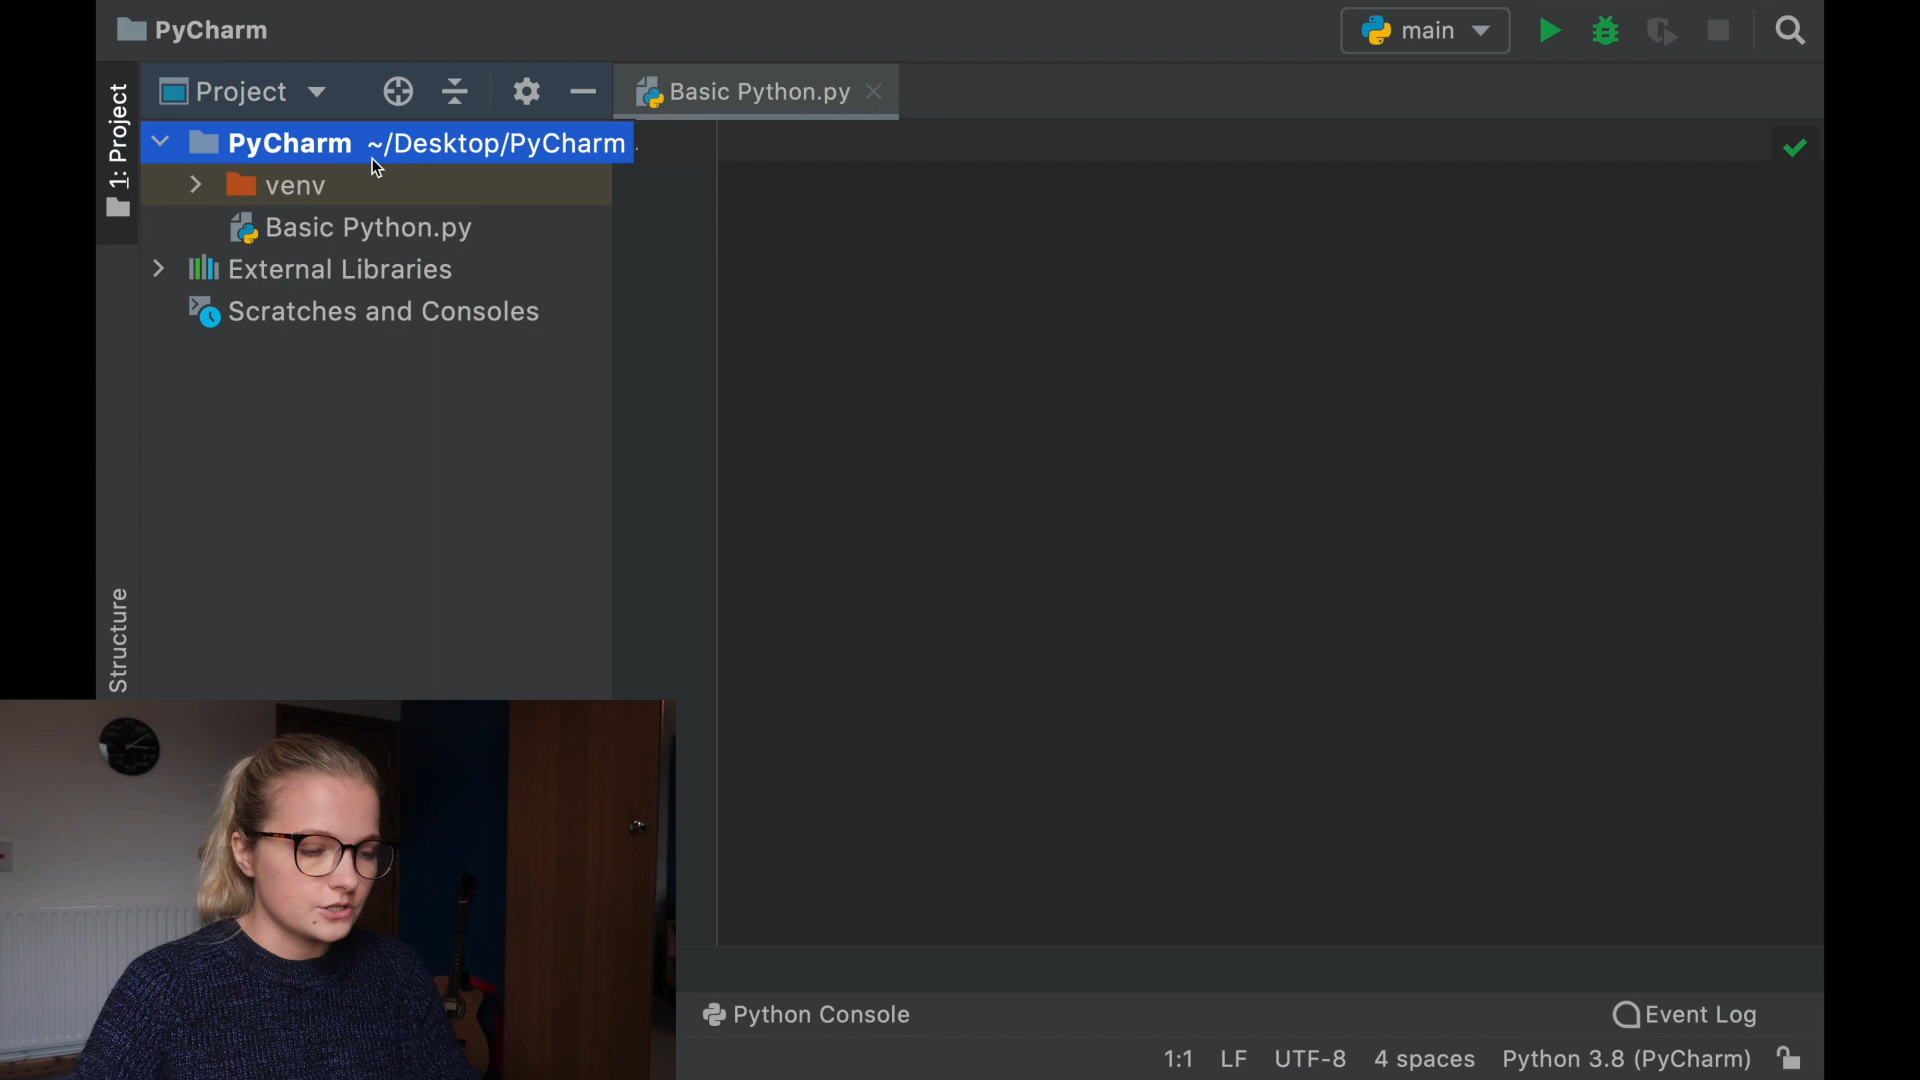 PyCharm
main
1: Project
Project
Basic Python.py
PyCharm ~/Desktop/PyCharm
venv
Basic Python.py
External Libraries
Scratches and Consoles
Structure
Python Console
Event Log
1:1 LF UTF-8 4 spaces Python 3.8 (PyCharm)